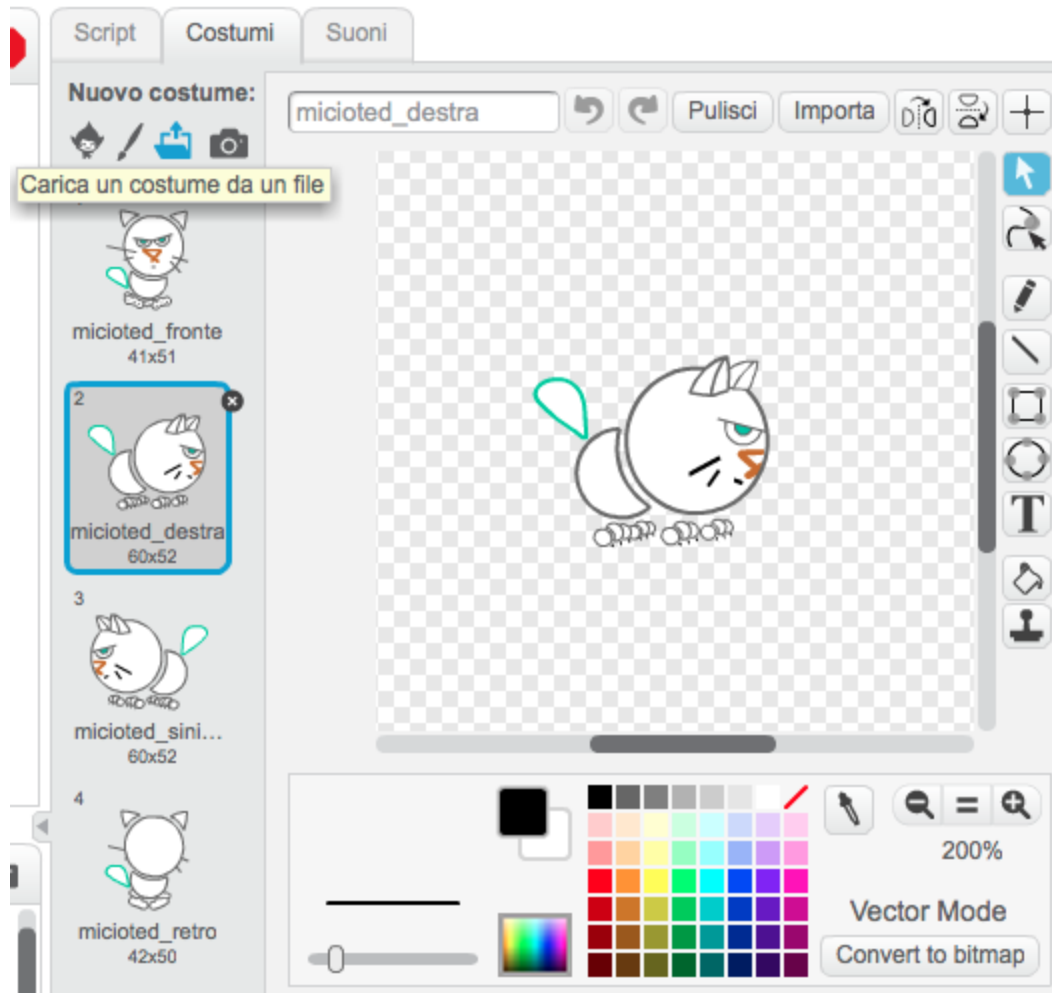 Script
Costumi
Suoni
Nuovo costume:
micioted_destra
Pulisci
Importa
Carica un costume da un file
micioted_fronte
41x51
2
micioted_destra
60x52
3
micioted_sini...
60x52
4
micioted_retro
42x50
T
200%
Vector Mode
Convert to bitmap